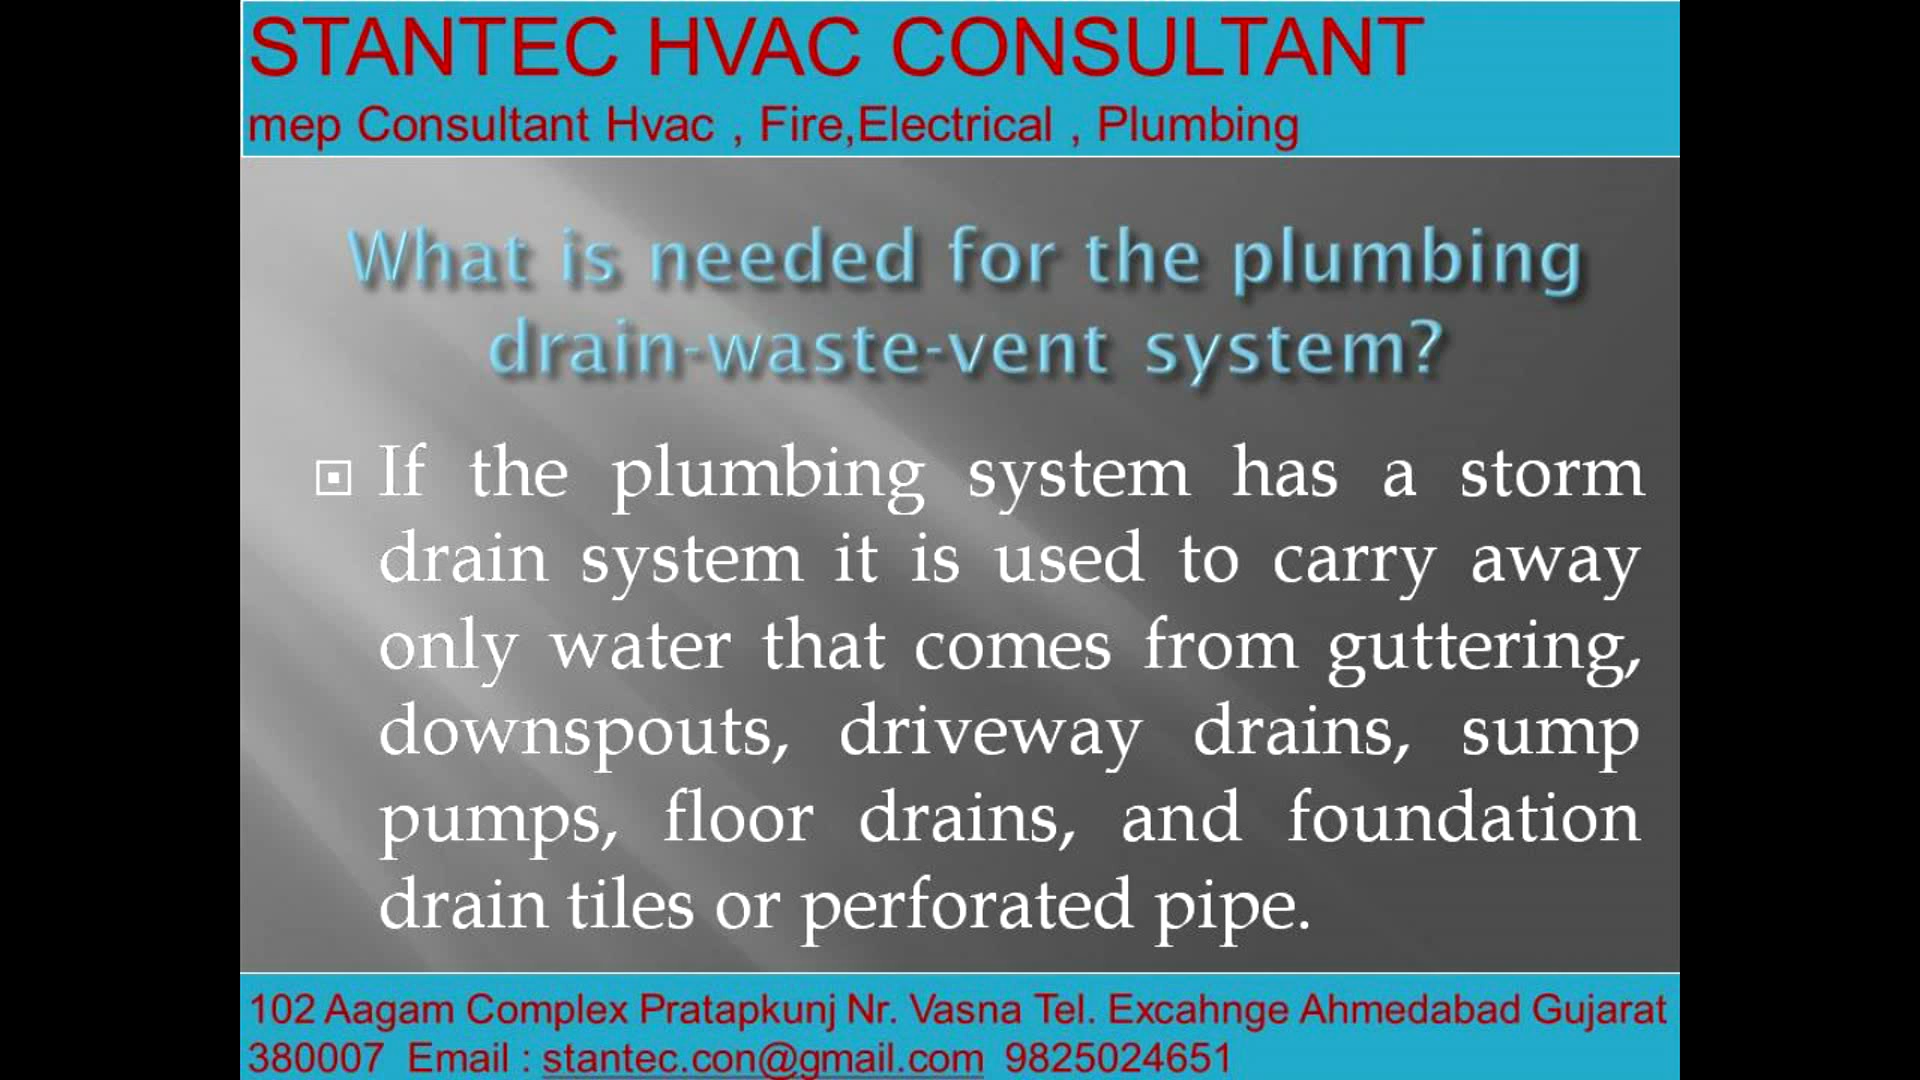 STANTEC HVAC CONSULTANT
mep Consultant Hvac , Fire,Electrical , Plumbing
What is needed for the plumbing
drain-waste-vent system?
If the plumbing system has a storm
drain system it is used to carry away
only water that comes from guttering,
downspouts, driveway drains, sump
pumps, floor drains, and foundation
drain tiles or perforated pipe.
102 Aagam Complex Pratapkunj Nr. Vasna Tel. Excahnge Ahmedabad Gujarat
380007 Email : stantec.con@gmail.com 9825024651